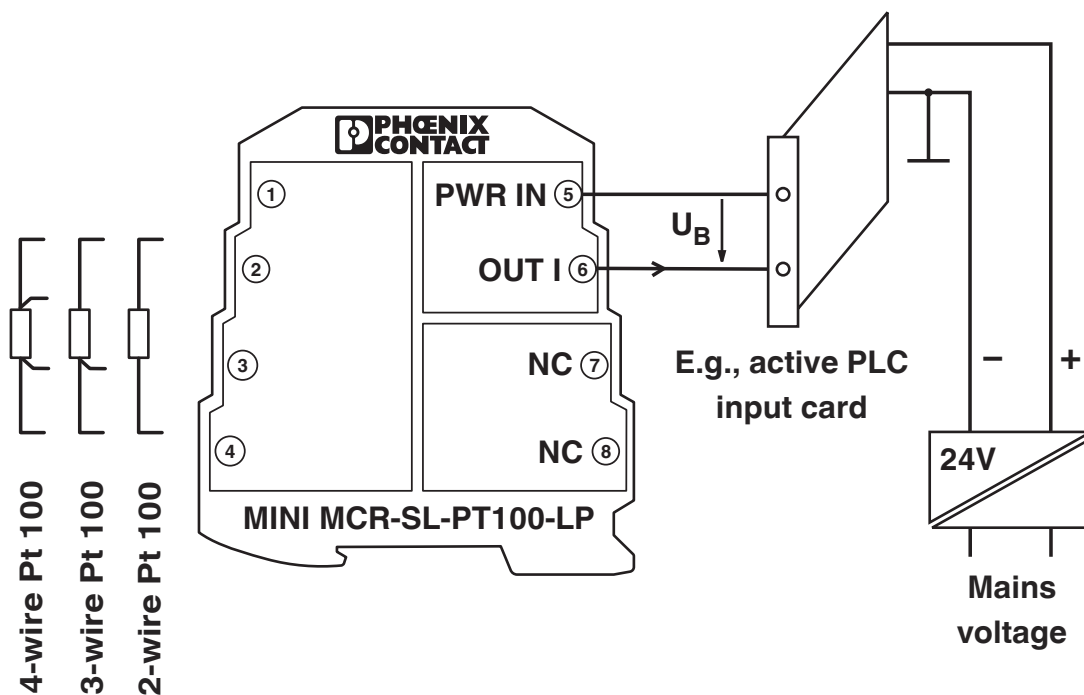 PHŒNIX
CONTACT
1
PWR IN 5
2
OUT I 6
U_B
3
NC 7
4
NC 8
MINI MCR-SL-PT100-LP
E.g., active PLC
input card
– +
24V
Mains
voltage
4-wire Pt 100
3-wire Pt 100
2-wire Pt 100